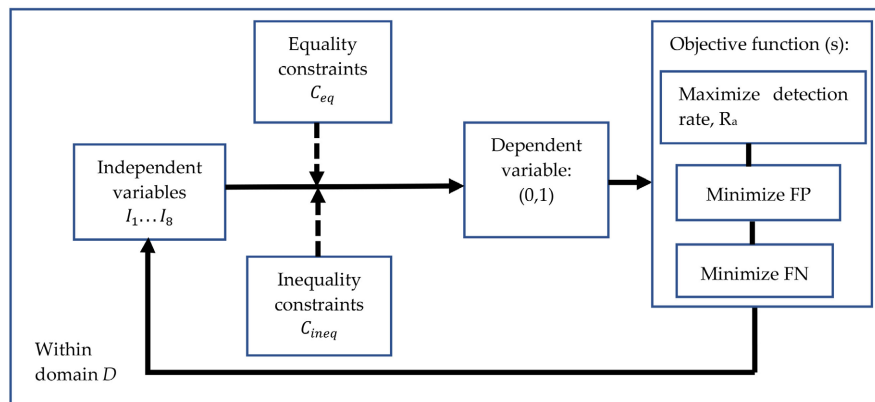 Equality
constraints
C_eq
Objective function (s):
Maximize detection
rate, Rₐ
Independent
variables
I₁... I₈
Dependent
variable:
(0,1)
Minimize FP
Inequality
constraints
C_ineq
Minimize FN
Within
domain D